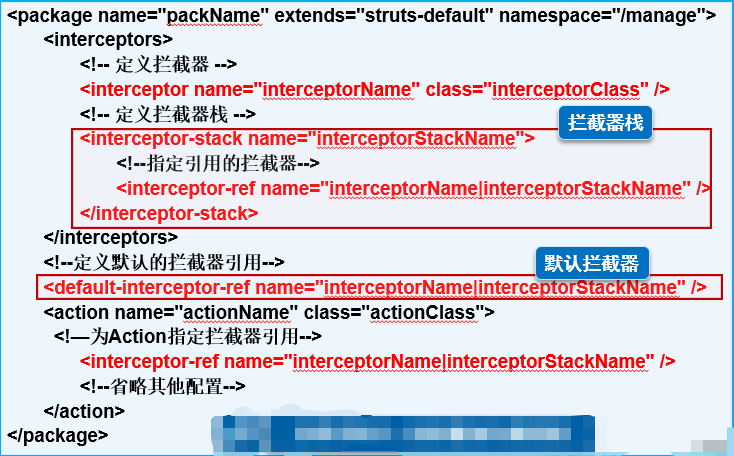 <package name="packName" extends="struts-default" namespace="/manage">
<interceptors>
<!-- 定义拦截器 -->
<interceptor name="interceptorName" class="interceptorClass" />
<!-- 定义拦截器栈 -->
拦截器栈
<interceptor-stack name="interceptorStackName">
<!--指定引用的拦截器-->
<interceptor-ref name="interceptorName|interceptorStackName" />
</interceptor-stack>
</interceptors>
<!--定义默认的拦截器引用-->
默认拦截器
<default-interceptor-ref name="interceptorName|interceptorStackName" />
<action name="actionName" class="actionClass">
<!—为Action指定拦截器引用-->
<interceptor-ref name="interceptorName|interceptorStackName" />
<!--省略其他配置-->
</action>
</package>